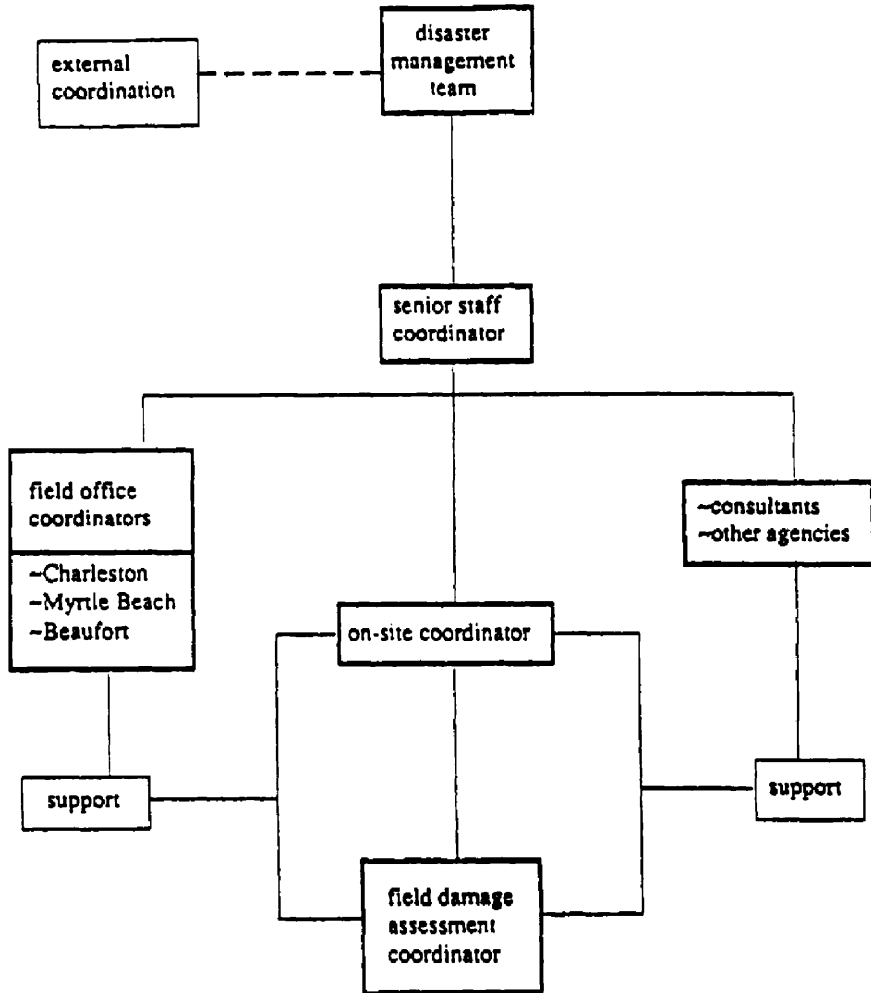 disaster
management
team
external
coordination
senior staff
coordinator
field office
coordinators
~Charleston
~Myrtle Beach
~Beaufort
~consultants
~other agencies
on-site coordinator
support
support
field damage
assessment
coordinator